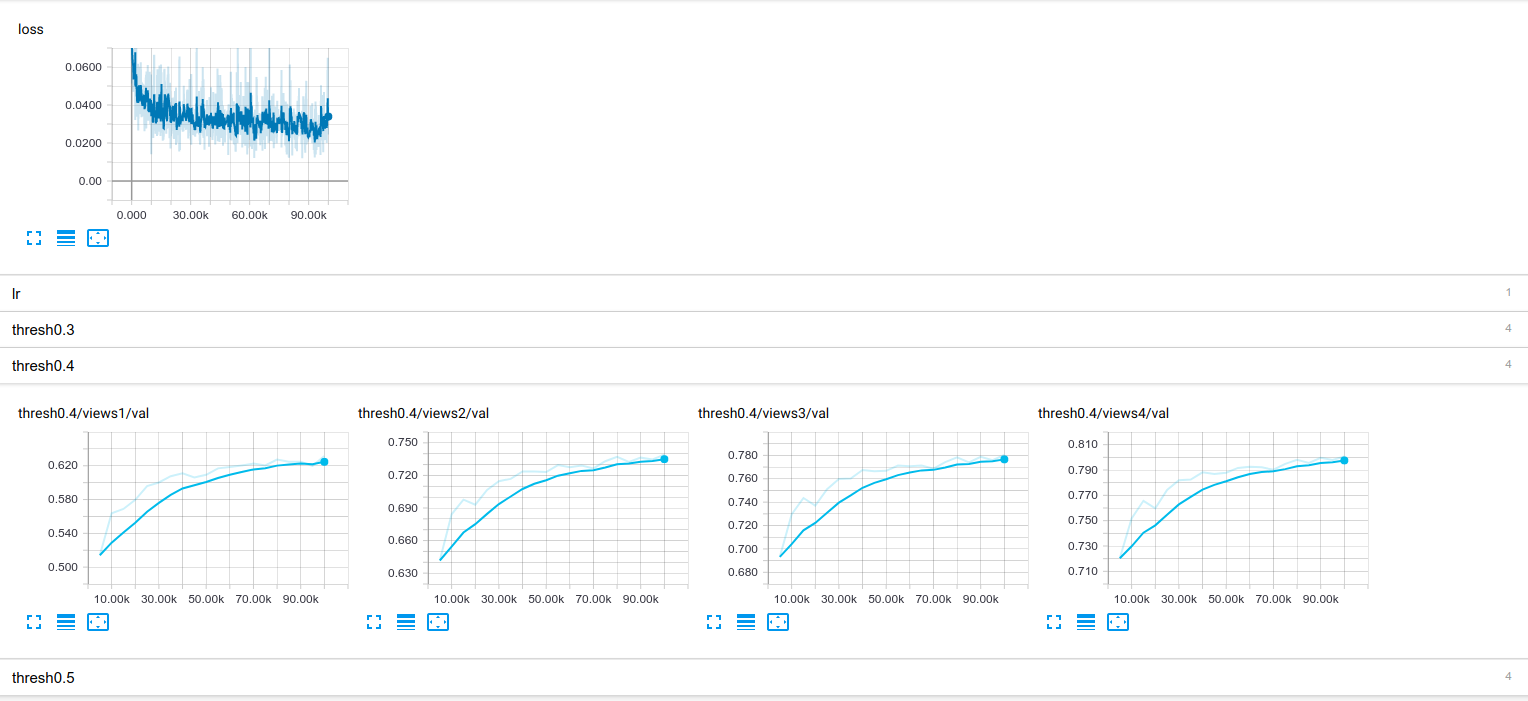 loss
0.0600
0.0400
0.0200
0.00
0.000 30.00k 60.00k 90.00k
lr 1
thresh0.3 4
thresh0.4 4
thresh0.4/views1/val thresh0.4/views2/val thresh0.4/views3/val thresh0.4/views4/val
0.620
0.580
0.540
0.500
10.00k 30.00k 50.00k 70.00k 90.00k
0.750
0.720
0.690
0.660
0.630
10.00k 30.00k 50.00k 70.00k 90.00k
0.780
0.760
0.740
0.720
0.700
0.680
10.00k 30.00k 50.00k 70.00k 90.00k
0.810
0.790
0.770
0.750
0.730
0.710
10.00k 30.00k 50.00k 70.00k 90.00k
thresh0.5 4